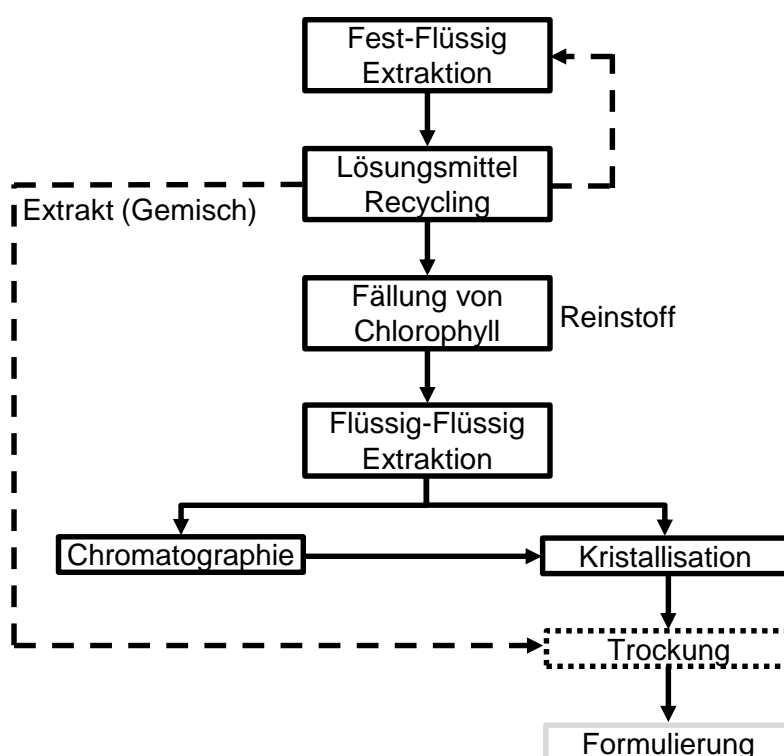 Fest-Flüssig
Extraktion
Lösungsmittel
Recycling
Extrakt (Gemisch)
Fällung von
Chlorophyll
Reinstoff
Flüssig-Flüssig
Extraktion
Chromatographie
Kristallisation
Trockung
Formulierung